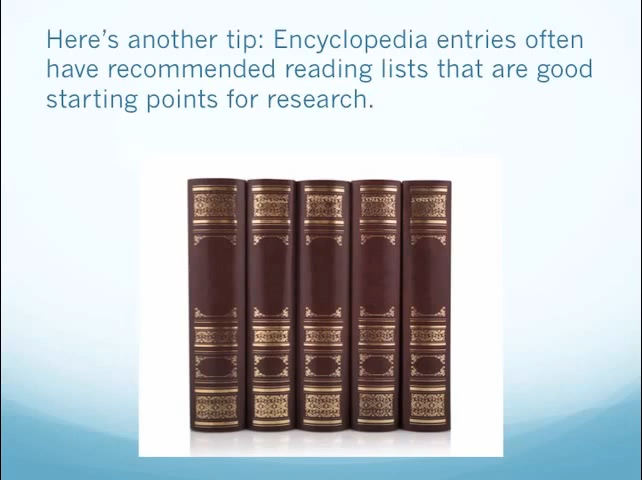 Here’s another tip: Encyclopedia entries often
have recommended reading lists that are good
starting points for research.